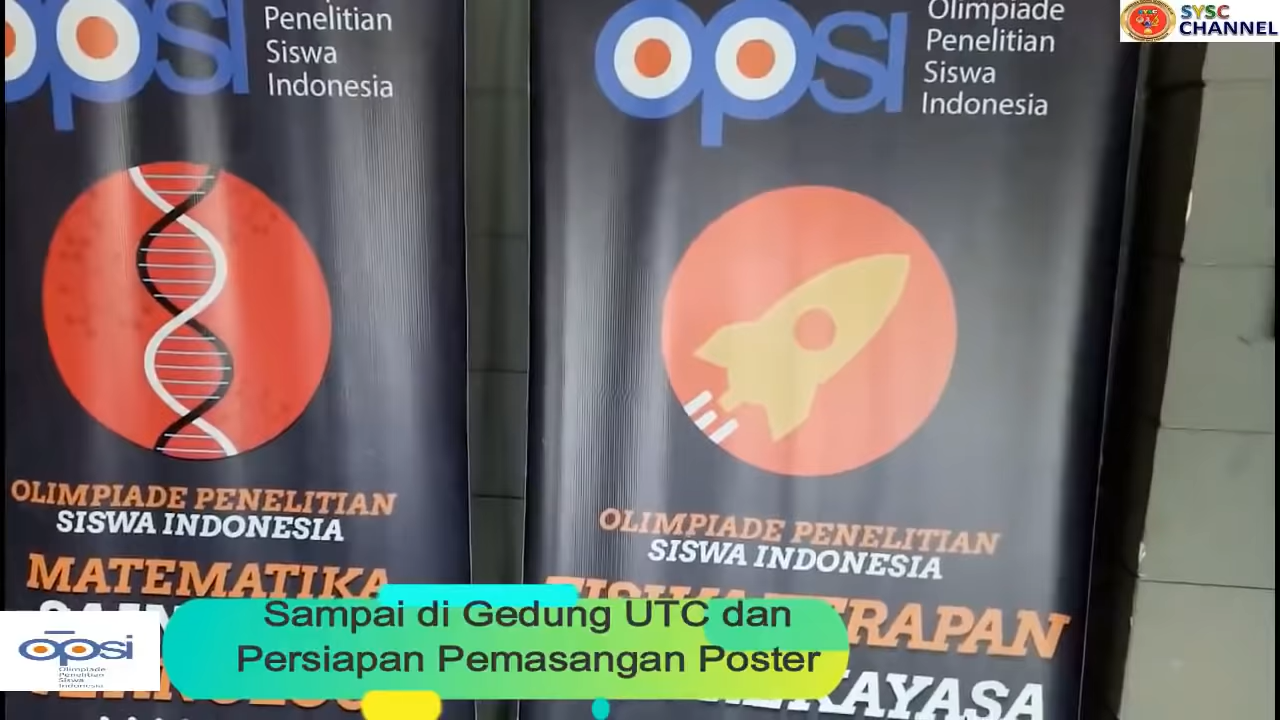 opsi
Penelitian
Siswa
Indonesia
OLIMPIADE PENELITIAN
SISWA INDONESIA
MATEMATIKA
opsi
Olimpiade
Penelitian
Siswa
Indonesia
OLIMPIADE PENELITIAN
SISWA INDONESIA
SYSC
CHANNEL
opsi
Olimpiade
Penelitian
Siswa
Indonesia
Sampai di Gedung UTC dan
Persiapan Pemasangan Poster